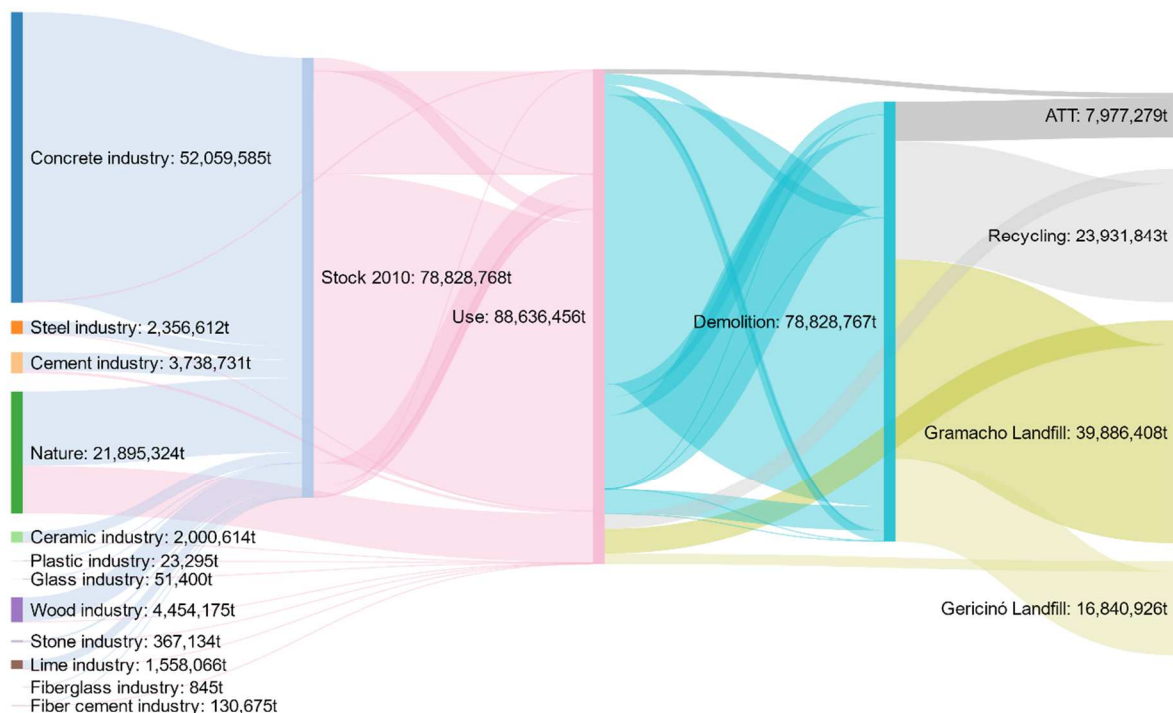 Concrete industry: 52,059,585t
Steel industry: 2,356,612t
Cement industry: 3,738,731t
Nature: 21,895,324t
Ceramic industry: 2,000,614t
Plastic industry: 23,295t
Glass industry: 51,400t
Wood industry: 4,454,175t
Stone industry: 367,134t
Lime industry: 1,558,066t
Fiberglass industry: 845t
Fiber cement industry: 130,675t
Stock 2010: 78,828,768t
Use: 88,636,456t
Demolition: 78,828,767t
ATT: 7,977,279t
Recycling: 23,931,843t
Gramacho Landfill: 39,886,408t
Gericinó Landfill: 16,840,926t